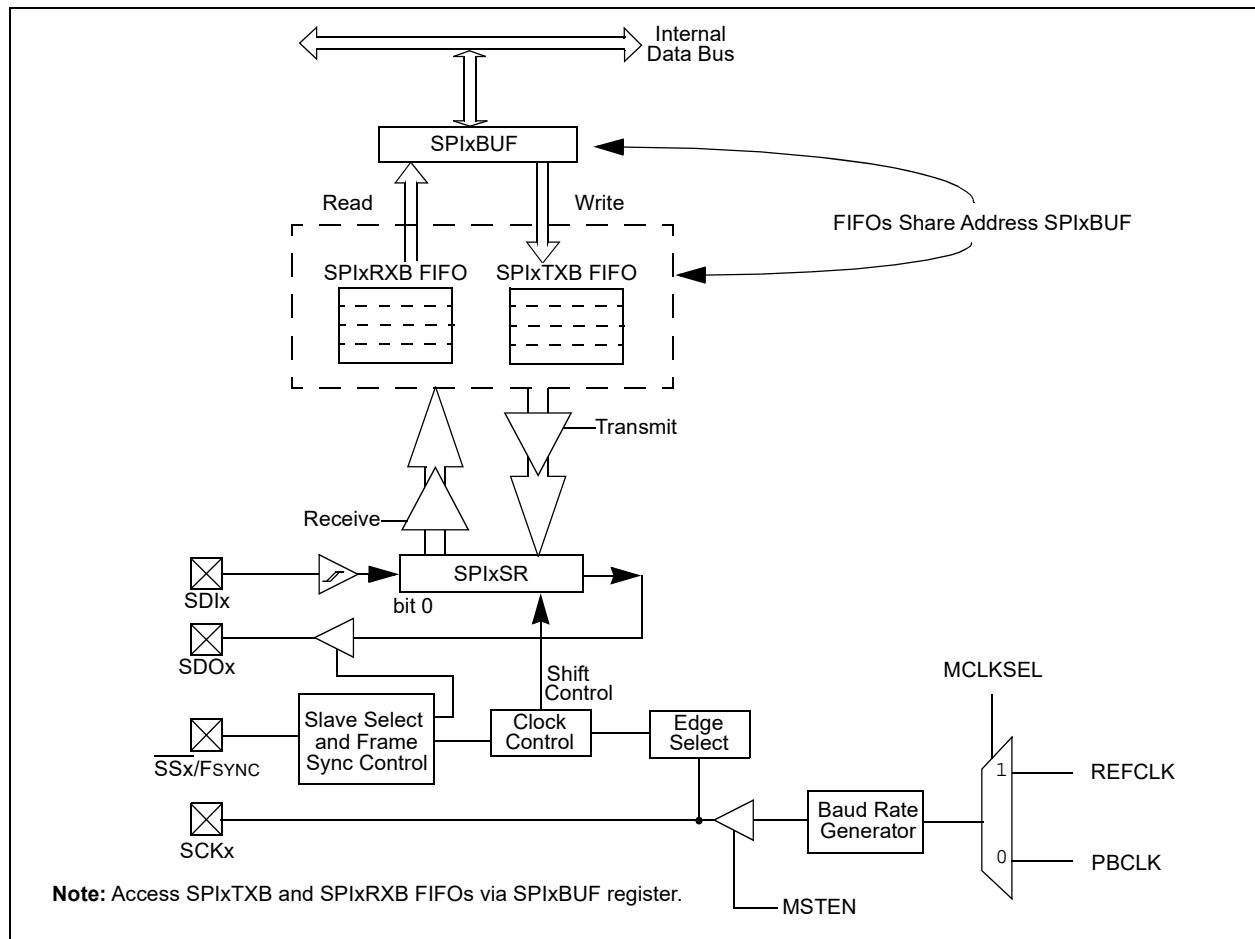 Internal
Data Bus
SPIxBUF
Read
Write
FIFOs Share Address SPIxBUF
SPIxRXB FIFO
SPIxTXB FIFO
Transmit
Receive
SPIxSR
SDIx
bit 0
SDOx
Shift
Control
MCLKSEL
Slave Select
and Frame
Sync Control
Clock
Control
Edge
Select
SSx/FSYNC
1
REFCLK
Baud Rate
Generator
SCKx
0
PBCLK
Note: Access SPIxTXB and SPIxRXB FIFOs via SPIxBUF register.
MSTEN